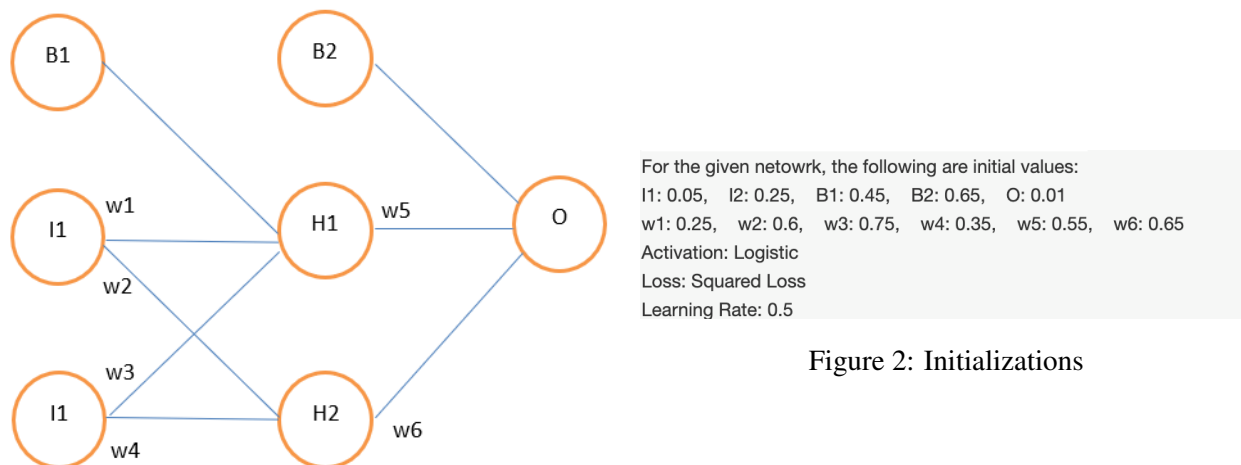 B1
B2
w1
I1
H1
w5
O
w2
w3
I1
H2
w4
w6
For the given netowrk, the following are initial values:
I1: 0.05, I2: 0.25, B1: 0.45, B2: 0.65, O: 0.01
w1: 0.25, w2: 0.6, w3: 0.75, w4: 0.35, w5: 0.55, w6: 0.65
Activation: Logistic
Loss: Squared Loss
Learning Rate: 0.5
Figure 2: Initializations